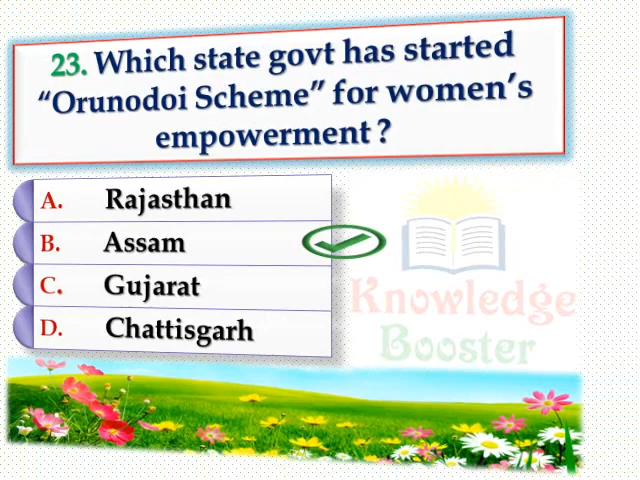 23. Which state govt has started
“Orunodoi Scheme” for women’s
empowerment ?
A. Rajasthan
B. Assam
C. Gujarat
D. Chattisgarh
Knowledge
Booster